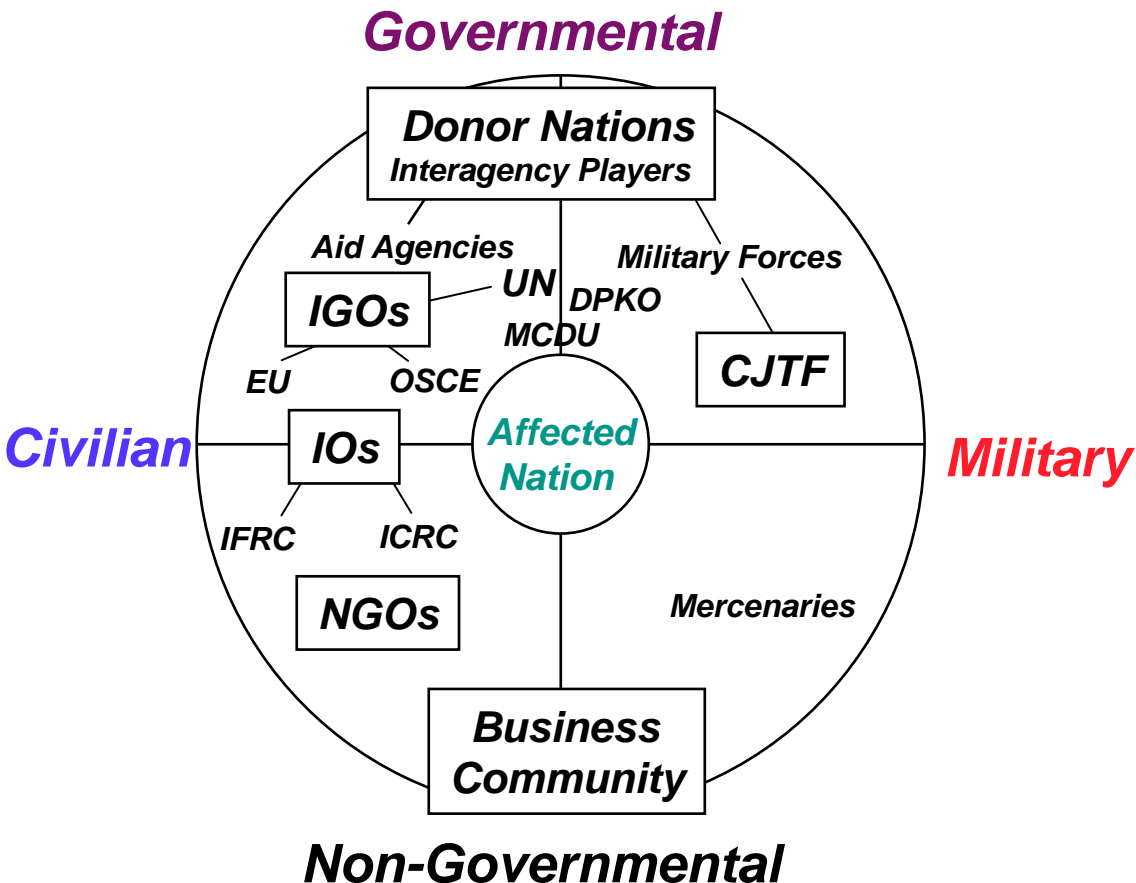 Governmental
Donor Nations
Interagency Players
Aid Agencies
Military Forces
UN
DPKO
IGOs
MCDU
EU
OSCE
CJTF
Civilian
IOs
Affected
Nation
Military
IFRC
ICRC
NGOs
Mercenaries
Business
Community
Non-Governmental